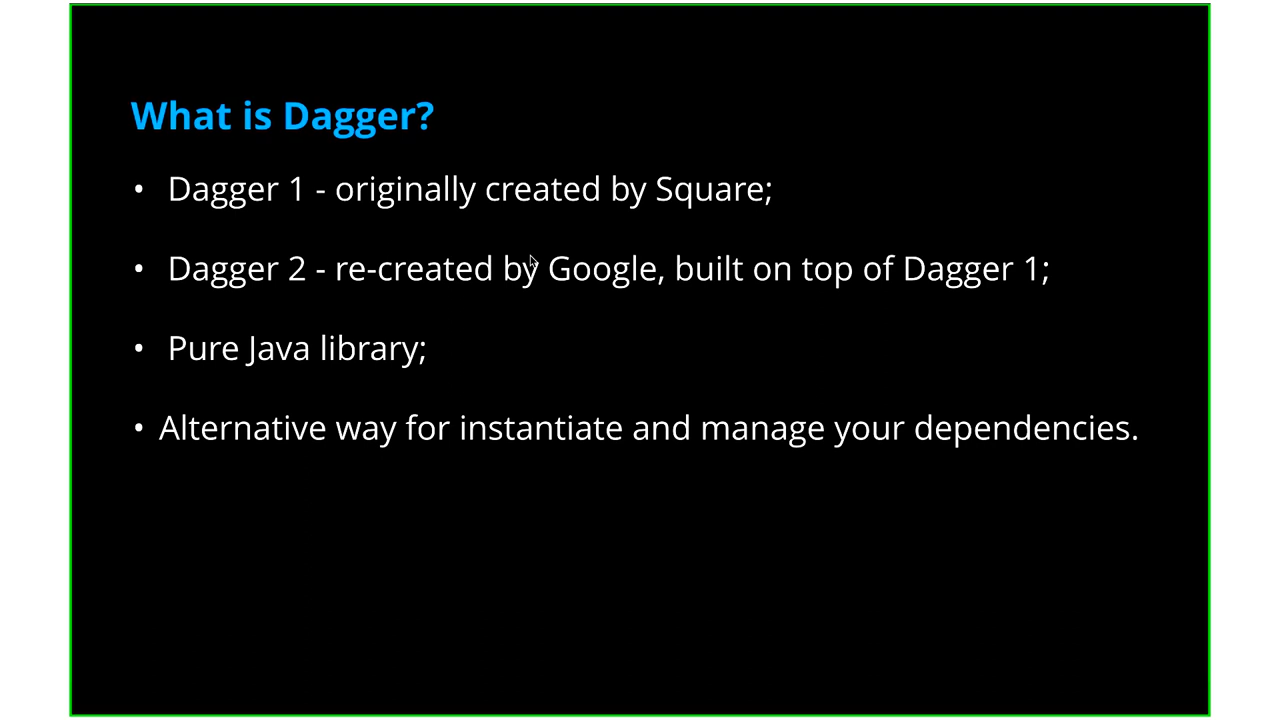 What is Dagger?
• Dagger 1 - originally created by Square;
• Dagger 2 - re-created by Google, built on top of Dagger 1;
• Pure Java library;
• Alternative way for instantiate and manage your dependencies.